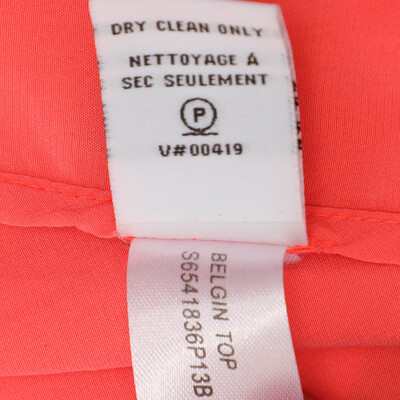 DRY CLEAN ONLY
NETTOYAGE À
SEC SEULEMENT
P
V#00419
BELGIN TOP
S6541836P13B